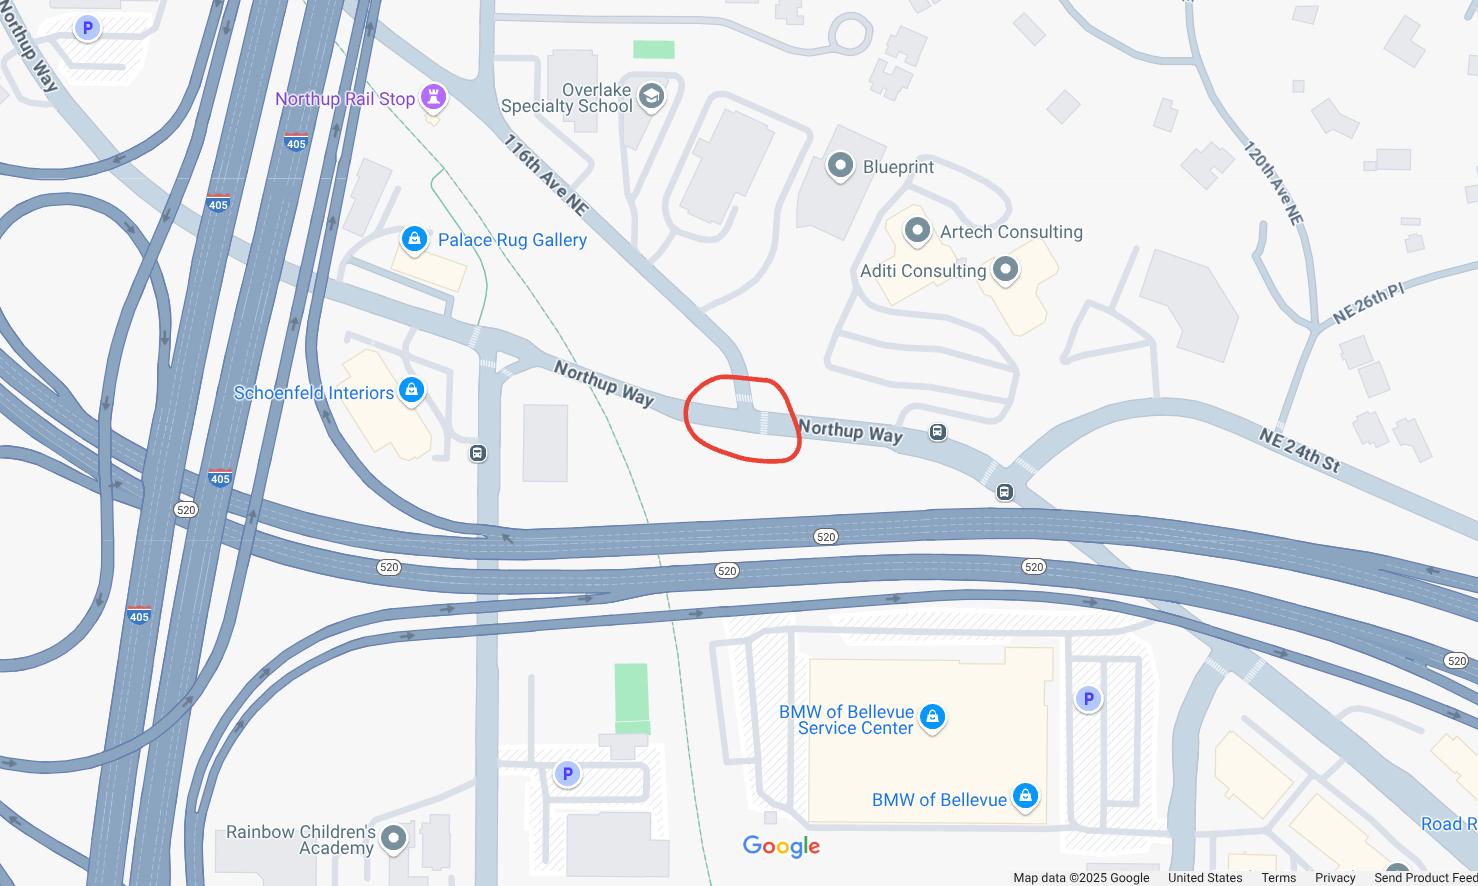 Northup Way
P
Northup Rail Stop
Overlake
Specialty School
405
116th Ave NE
Blueprint
120th Ave NE
405
Palace Rug Gallery
Artech Consulting
Aditi Consulting
NE 26th Pl
Schoenfeld Interiors
Northup Way
Northup Way
NE 24th St
405
520
520
520
520
520
405
520
BMW of Bellevue
Service Center
P
P
BMW of Bellevue
Rainbow Children's
Academy
Road R
Google
Map data ©2025 Google United States Terms Privacy Send Product Feed